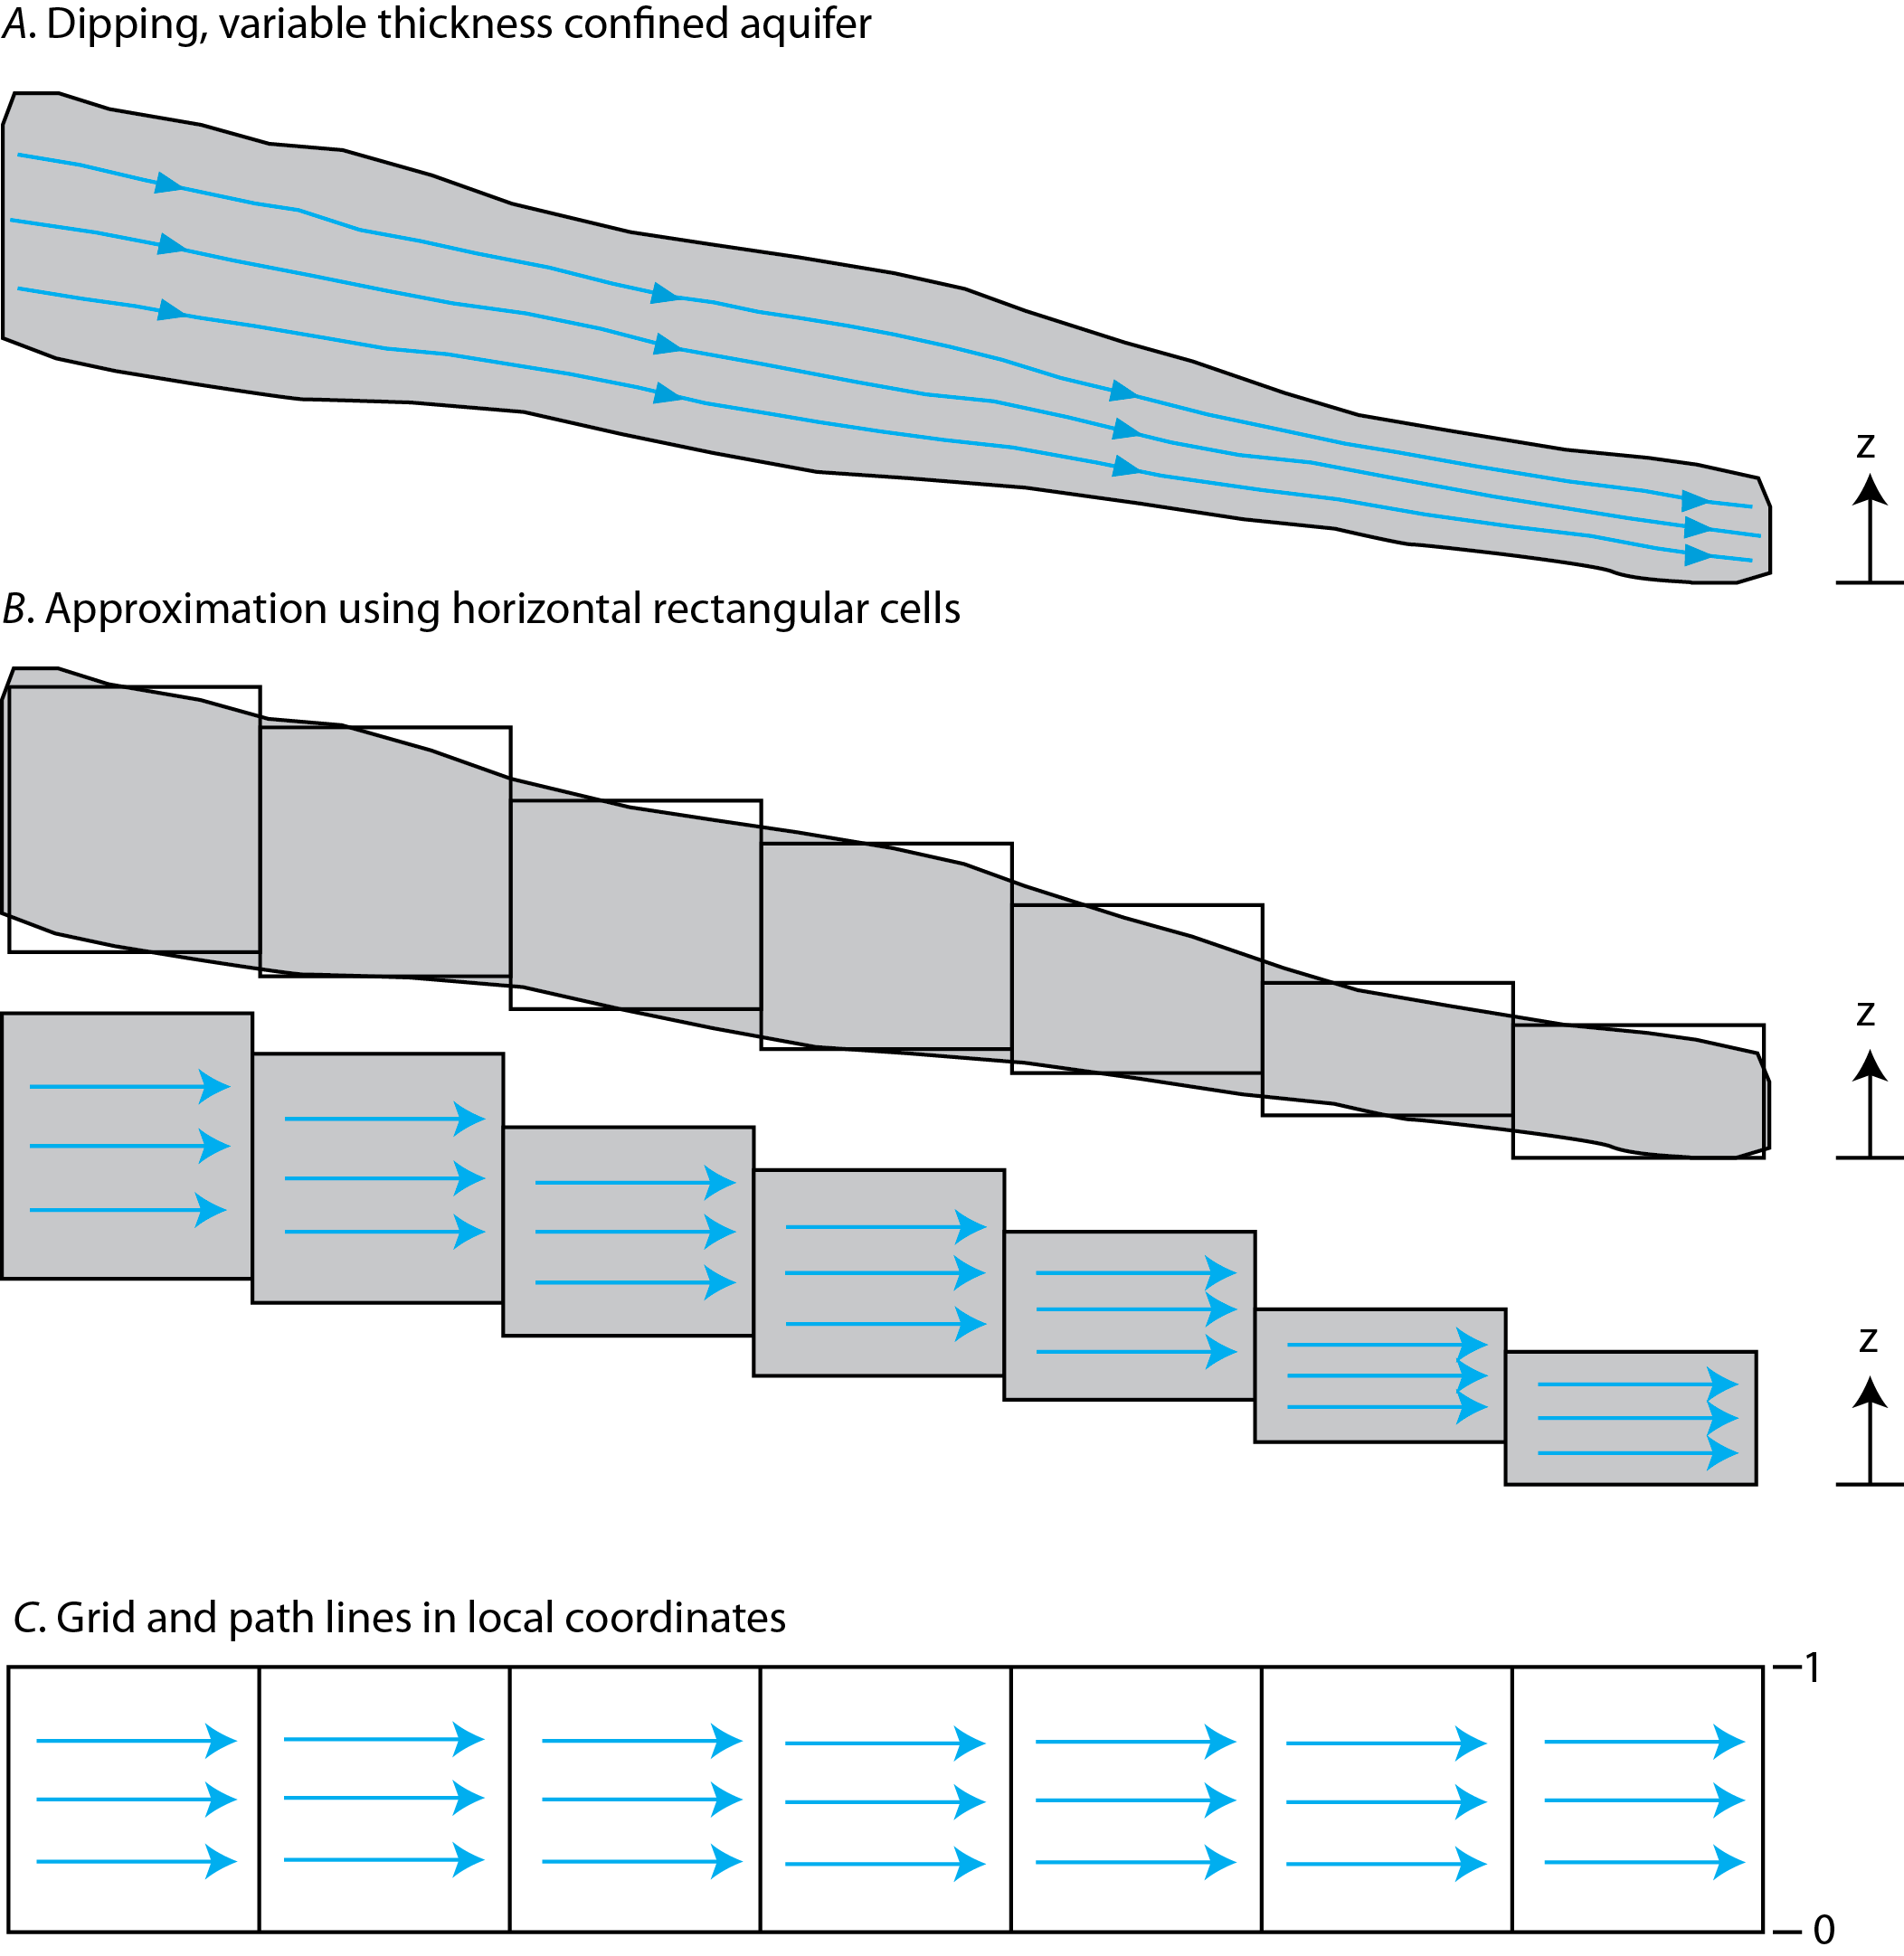 A. Dipping, variable thickness confined aquifer
z
B. Approximation using horizontal rectangular cells
z
z
C. Grid and path lines in local coordinates
1
0